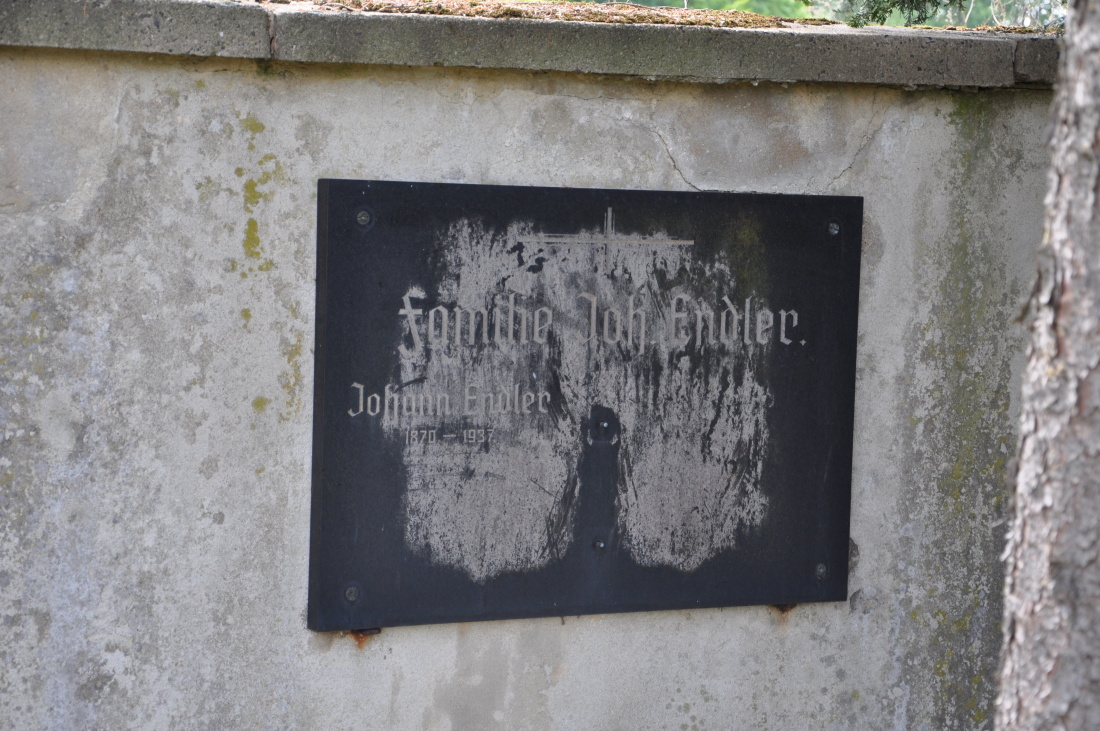 Familie Joh. Endler.
Johann Endler
1870 — 1937